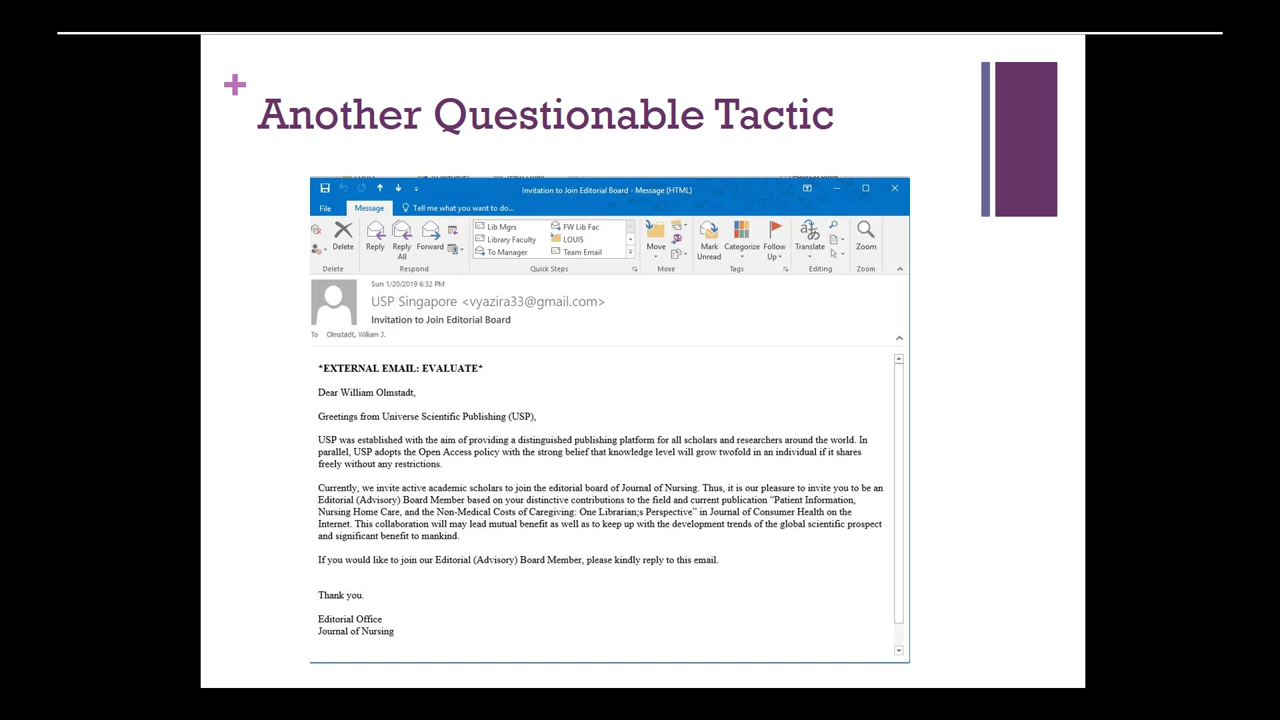 +
Another Questionable Tactic
Invitation to Join Editorial Board - Message (HTML)
File
Message
Tell me what you want to do...
Delete
Reply
Reply All
Forward
Lib Mgrs
Library Faculty
To Manager
FW Lib Fac
LOUIS
Team Email
Move
Mark Unread
Categorize
Follow Up
Translate
Zoom
Delete
Respond
Quick Steps
Move
Tags
Editing
Zoom
Sun 1/20/2019 6:32 PM
USP Singapore <vyazira33@gmail.com>
Invitation to Join Editorial Board
To Olmstadt, William J.
*EXTERNAL EMAIL: EVALUATE*
Dear William Olmstadt,
Greetings from Universe Scientific Publishing (USP),
USP was established with the aim of providing a distinguished publishing platform for all scholars and researchers around the world. In
parallel, USP adopts the Open Access policy with the strong belief that knowledge level will grow twofold in an individual if it shares
freely without any restrictions.
Currently, we invite active academic scholars to join the editorial board of Journal of Nursing. Thus, it is our pleasure to invite you to be an
Editorial (Advisory) Board Member based on your distinctive contributions to the field and current publication “Patient Information,
Nursing Home Care, and the Non-Medical Costs of Caregiving: One Librarian;s Perspective” in Journal of Consumer Health on the
Internet. This collaboration will may lead mutual benefit as well as to keep up with the development trends of the global scientific prospect
and significant benefit to mankind.
If you would like to join our Editorial (Advisory) Board Member, please kindly reply to this email.
Thank you.
Editorial Office
Journal of Nursing